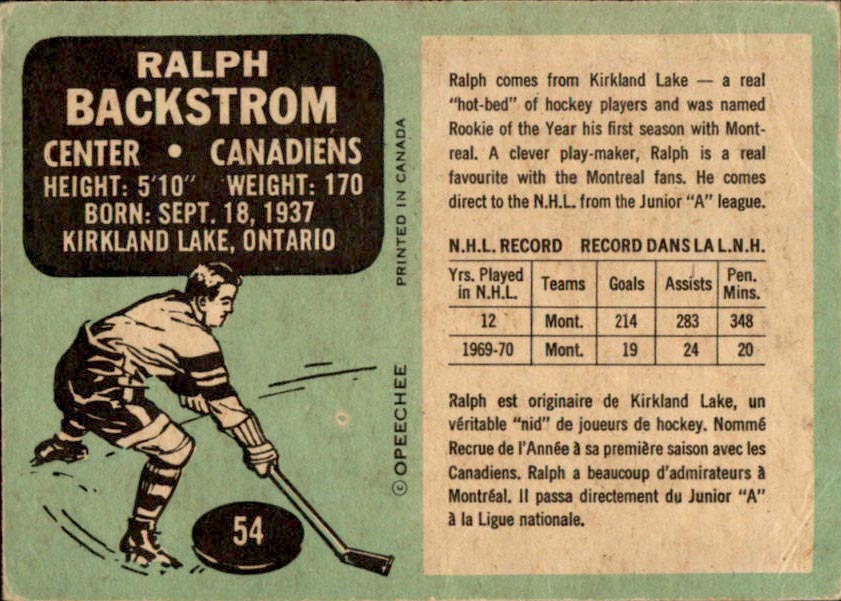 RALPH
BACKSTROM
CENTER • CANADIENS
HEIGHT: 5'10" WEIGHT: 170
BORN: SEPT. 18, 1937
KIRKLAND LAKE, ONTARIO
54
© OPEECHEE PRINTED IN CANADA
Ralph comes from Kirkland Lake — a real
"hot-bed" of hockey players and was named
Rookie of the Year his first season with Mont-
real. A clever play-maker, Ralph is a real
favourite with the Montreal fans. He comes
direct to the N.H.L. from the Junior "A" league.
N.H.L. RECORD RECORD DANS LA L.N.H.
Yrs. Played in N.H.L. Teams Goals Assists Pen. Mins.
12 Mont. 214 283 348
1969-70 Mont. 19 24 20
Ralph est originaire de Kirkland Lake, un
véritable "nid" de joueurs de hockey. Nommé
Recrue de l'Année à sa première saison avec les
Canadiens. Ralph a beaucoup d'admirateurs à
Montréal. Il passa directement du Junior "A"
à la Ligue nationale.